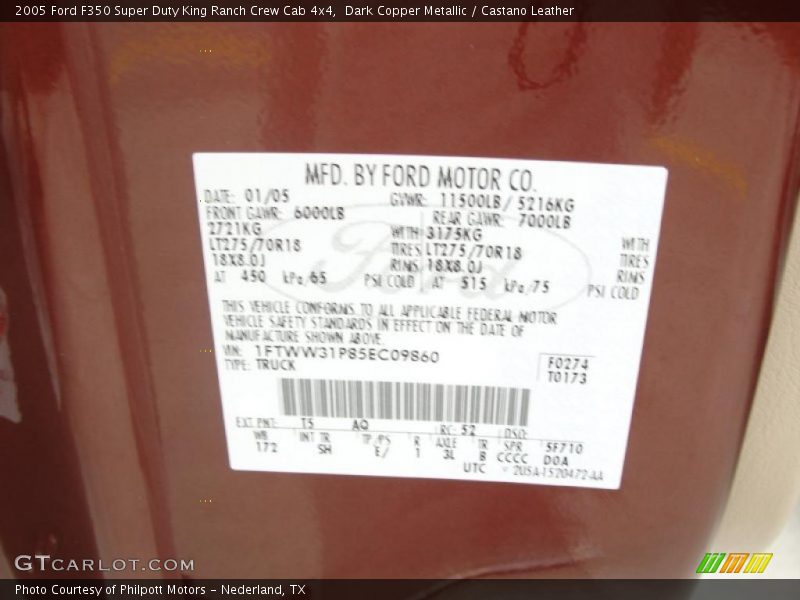 2005 Ford F350 Super Duty King Ranch Crew Cab 4x4,  Dark Copper Metallic / Castano Leather
MFD. BY FORD MOTOR CO.
DATE: 01/05 GVWR: 11500LB/ 5216KG
FRONT GAWR: 6000LB REAR GAWR: 7000LB
2721KG WITH 3175KG WITH
LT275/70R18 TIRES LT275/70R18 TIRES
18X8.0J RIMS 18X8.0J RIMS
AT 450 kPa/65 PSI COLD AT 515 kPa/75 PSI COLD
THIS VEHICLE CONFORMS TO ALL APPLICABLE FEDERAL MOTOR
VEHICLE SAFETY STANDARDS IN EFFECT ON THE DATE OF
MANUFACTURE SHOWN ABOVE.
VIN: 1FTWW31P85EC09860 F0274
TYPE: TRUCK T0173
EXT PNT: T5 AQ RC: 52 DSO:
WB INT TR TP/PS R AXLE TR SPR 5F710
172 SH E/ 1 3L B CCCC D0A
UTC 2U5A-1520472-AA
Ford
GTCARLOT.COM
Photo Courtesy of Philpott Motors - Nederland, TX